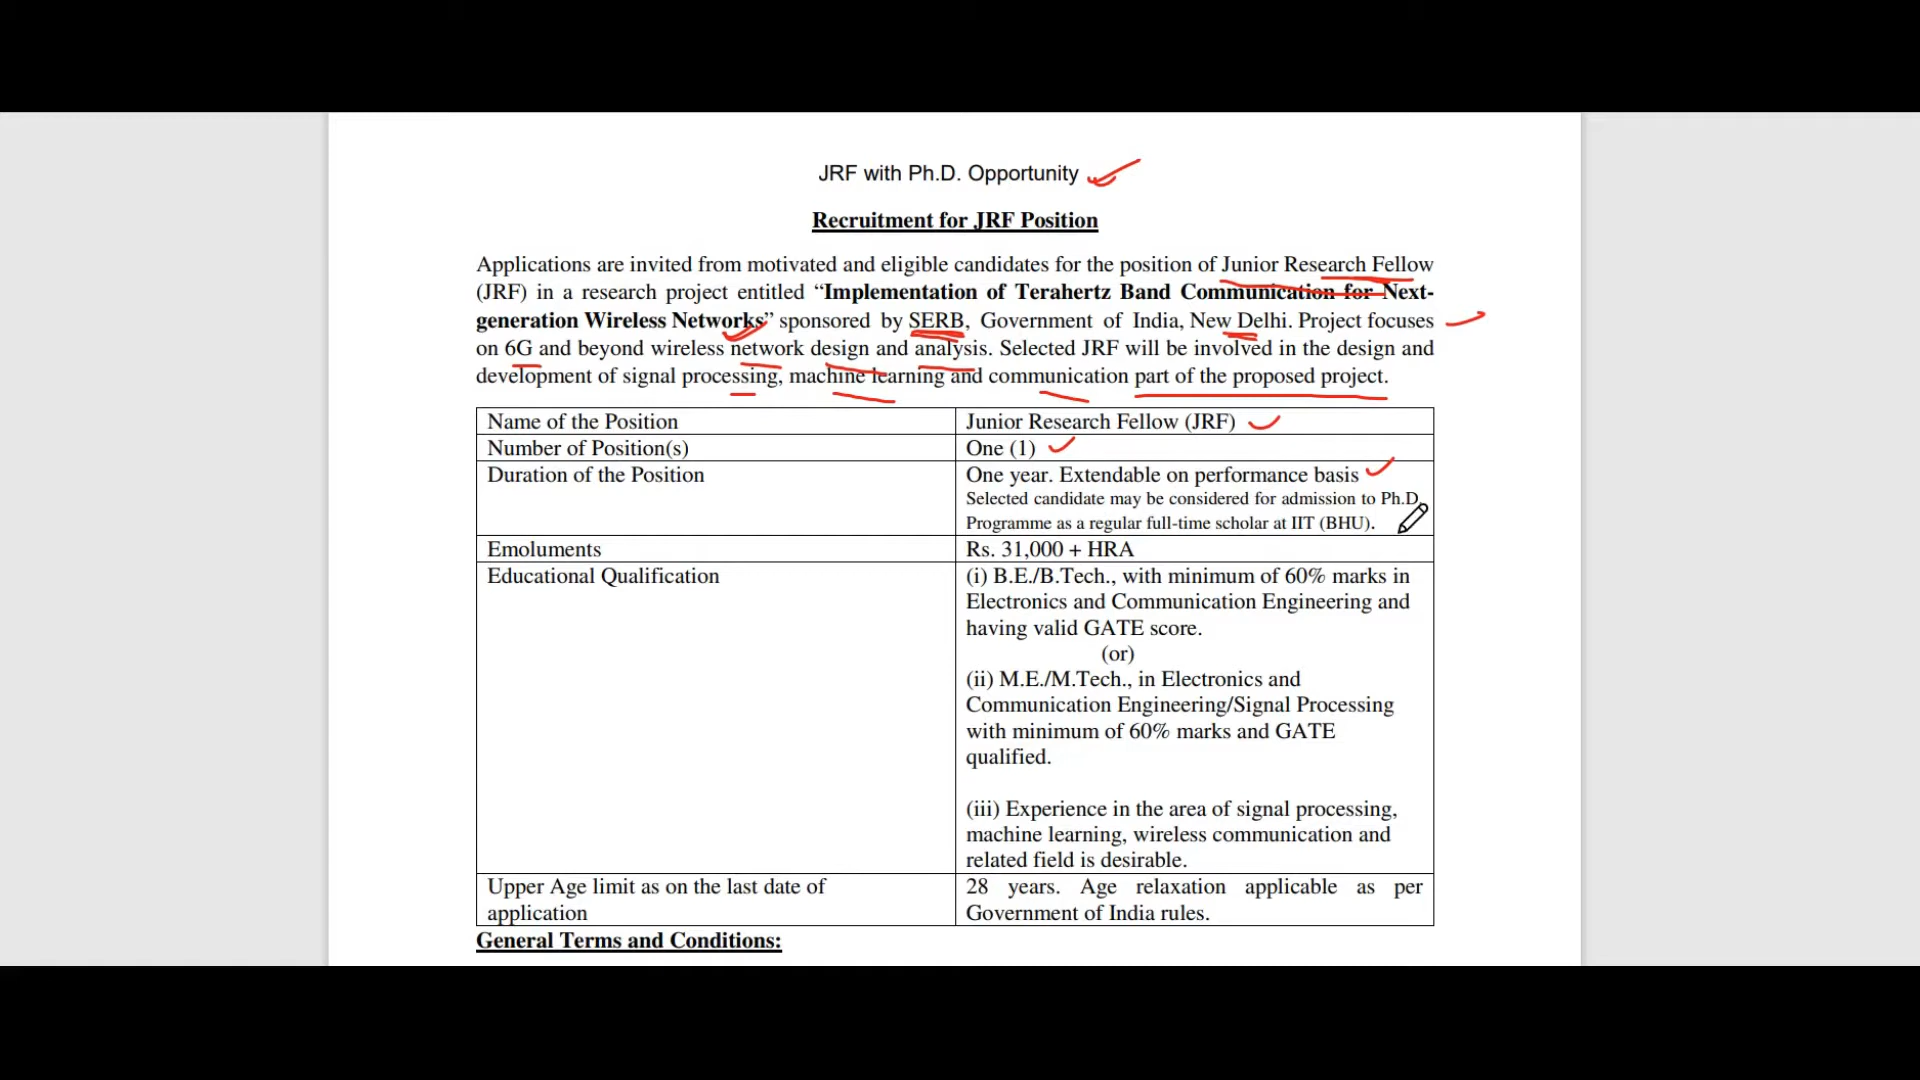 JRF with Ph.D. Opportunity
Recruitment for JRF Position
Applications are invited from motivated and eligible candidates for the position of Junior Research Fellow
(JRF) in a research project entitled “Implementation of Terahertz Band Communication for Next-
generation Wireless Networks” sponsored by SERB, Government of India, New Delhi. Project focuses
on 6G and beyond wireless network design and analysis. Selected JRF will be involved in the design and
development of signal processing, machine learning and communication part of the proposed project.
Name of the Position Junior Research Fellow (JRF)
Number of Position(s) One (1)
Duration of the Position One year. Extendable on performance basis
Selected candidate may be considered for admission to Ph.D.
Programme as a regular full-time scholar at IIT (BHU).
Emoluments Rs. 31,000 + HRA
Educational Qualification (i) B.E./B.Tech., with minimum of 60% marks in
Electronics and Communication Engineering and
having valid GATE score.
(or)
(ii) M.E./M.Tech., in Electronics and
Communication Engineering/Signal Processing
with minimum of 60% marks and GATE
qualified.
(iii) Experience in the area of signal processing,
machine learning, wireless communication and
related field is desirable.
Upper Age limit as on the last date of 28 years. Age relaxation applicable as per
application Government of India rules.
General Terms and Conditions: